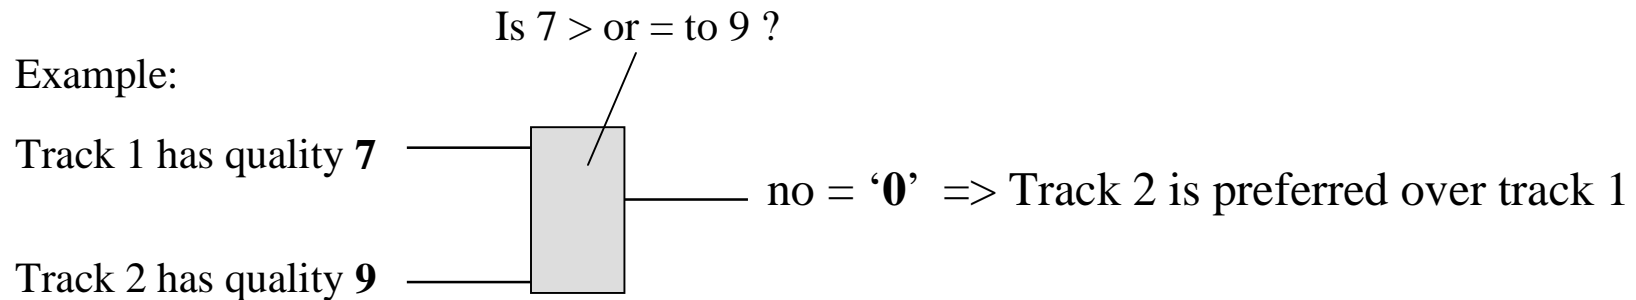 Is 7 > or = to 9 ?
Example:
Track 1 has quality 7
no = ‘0’ => Track 2 is preferred over track 1
Track 2 has quality 9